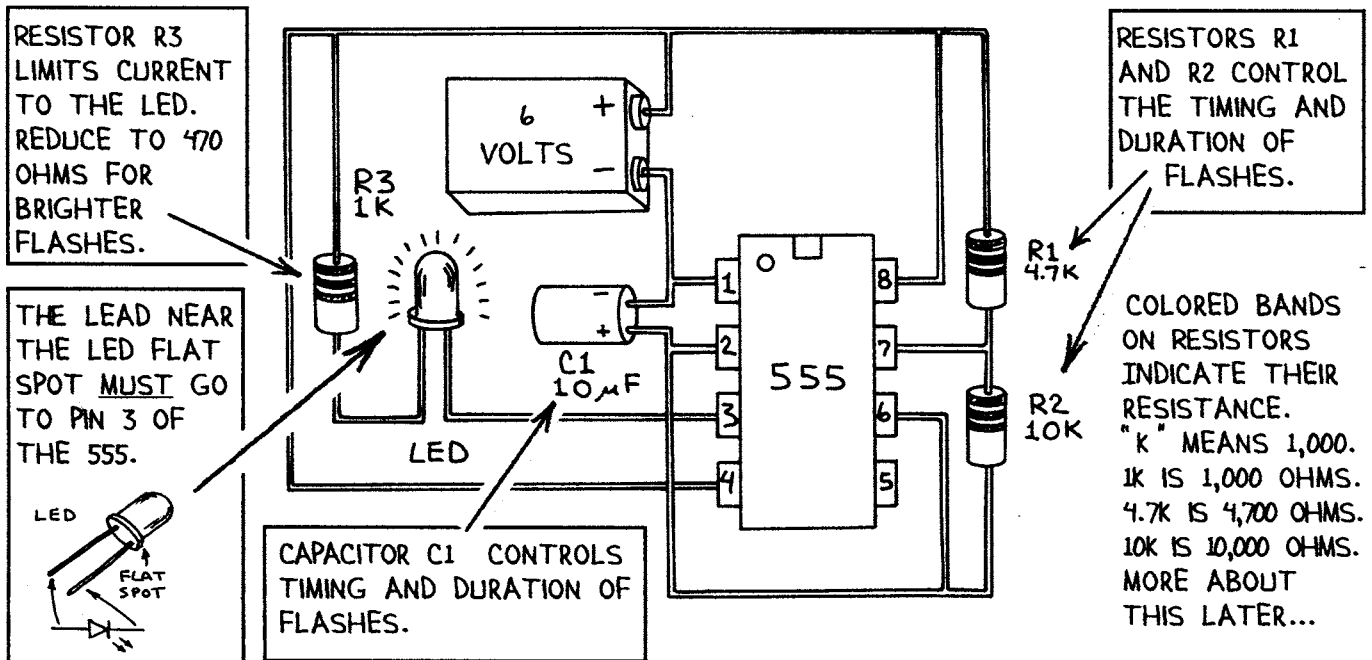 RESISTOR R3
LIMITS CURRENT
TO THE LED.
REDUCE TO 470
OHMS FOR
BRIGHTER
FLASHES.
THE LEAD NEAR
THE LED FLAT
SPOT MUST GO
TO PIN 3 OF
THE 555.
LED
FLAT
SPOT
R3
1K
LED
6
VOLTS
+
−
−
+
C1
10µF
CAPACITOR C1 CONTROLS
TIMING AND DURATION OF
FLASHES.
555
1
2
3
4
8
7
6
5
R1
4.7K
R2
10K
RESISTORS R1
AND R2 CONTROL
THE TIMING AND
DURATION OF
FLASHES.
COLORED BANDS
ON RESISTORS
INDICATE THEIR
RESISTANCE.
"K" MEANS 1,000.
1K IS 1,000 OHMS.
4.7K IS 4,700 OHMS.
10K IS 10,000 OHMS.
MORE ABOUT
THIS LATER...